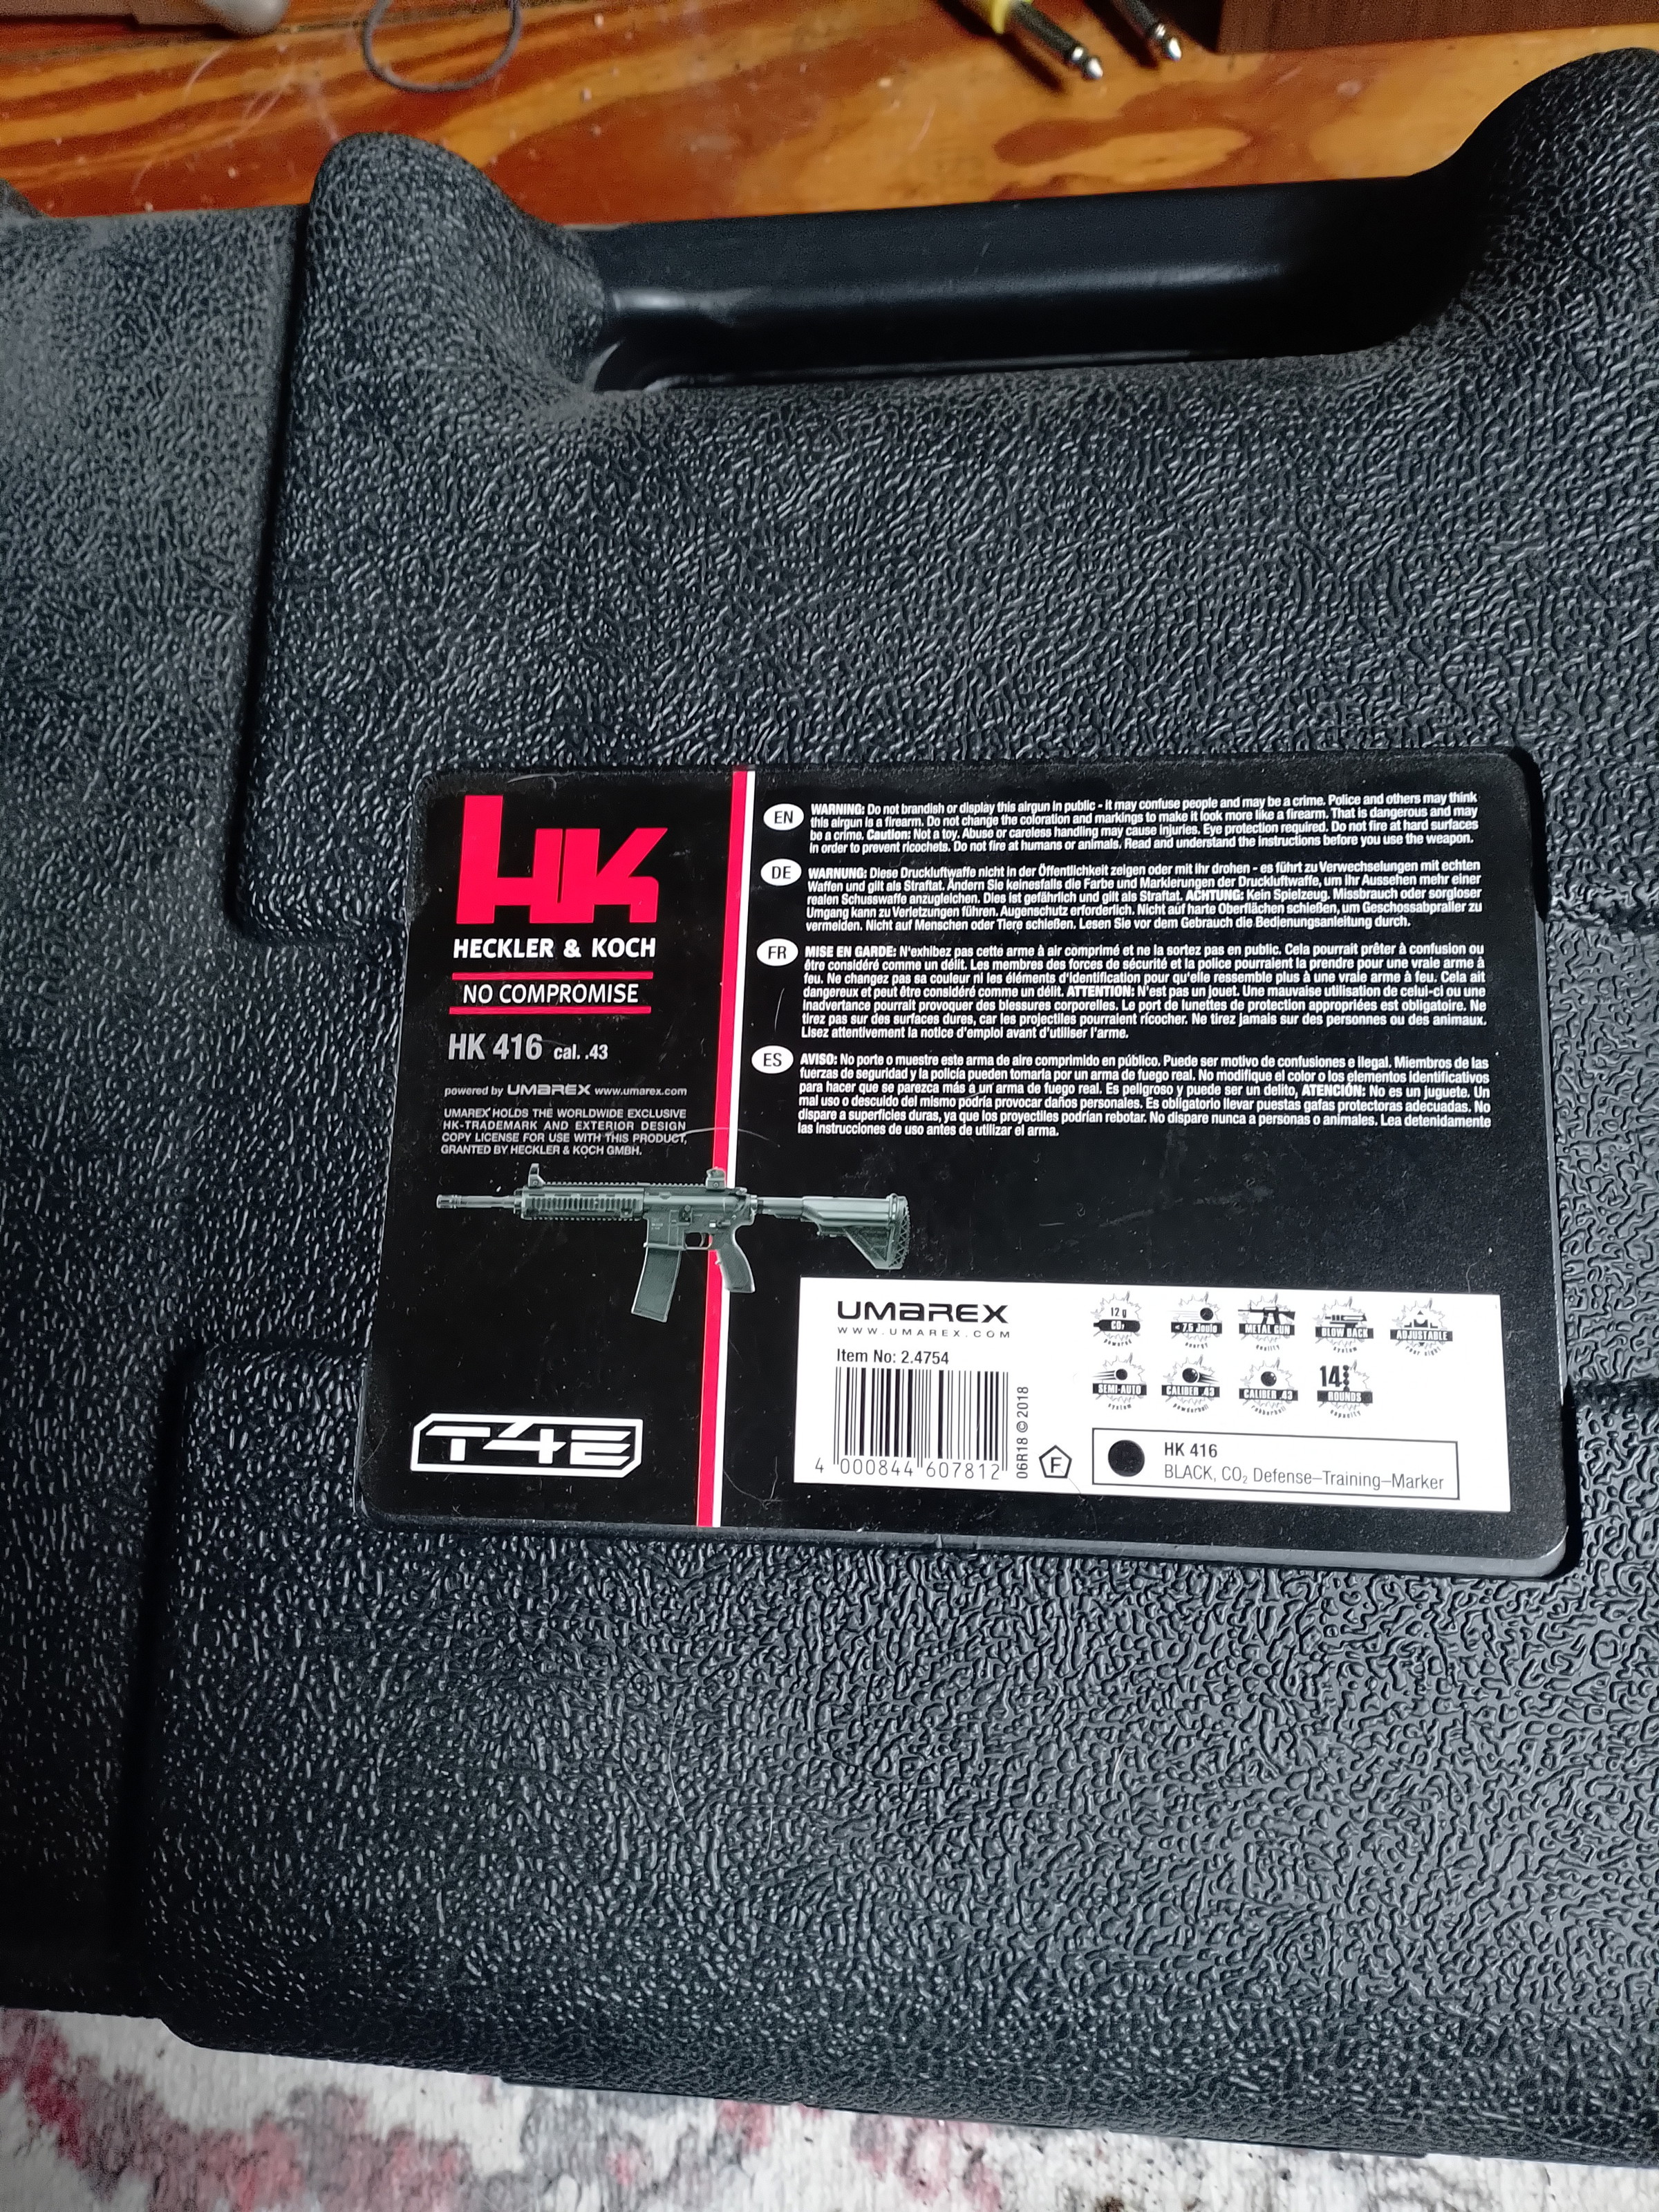 HK
HECKLER & KOCH
NO COMPROMISE
HK 416 cal. .43
powered by UMAREX www.umarex.com
UMAREX HOLDS THE WORLDWIDE EXCLUSIVE
HK-TRADEMARK AND EXTERIOR DESIGN
COPY LICENSE FOR USE WITH THIS PRODUCT,
GRANTED BY HECKLER & KOCH GMBH.
T4E
EN
WARNING: Do not brandish or display this airgun in public - it may confuse people and may be a crime. Police and others may think
this airgun is a firearm. Do not change the coloration and markings to make it look more like a firearm. That is dangerous and may
be a crime. Caution: Not a toy. Abuse or careless handling may cause injuries. Eye protection required. Do not fire at hard surfaces
in order to prevent ricochets. Do not fire at humans or animals. Read and understand the instructions before you use the weapon.
DE
WARNUNG: Diese Druckluftwaffe nicht in der Öffentlichkeit zeigen oder mit ihr drohen - es führt zu Verwechselungen mit echten
Waffen und gilt als Straftat. Ändern Sie keinesfalls die Farbe und Markierungen der Druckluftwaffe, um ihr Aussehen mehr einer
realen Schusswaffe anzugleichen. Dies ist gefährlich und gilt als Straftat. ACHTUNG: Kein Spielzeug. Missbrauch oder sorgloser
Umgang kann zu Verletzungen führen. Augenschutz erforderlich. Nicht auf harte Oberflächen schießen, um Geschossabpraller zu
vermeiden. Nicht auf Menschen oder Tiere schießen. Lesen Sie vor dem Gebrauch die Bedienungsanleitung durch.
FR
MISE EN GARDE: N'exhibez pas cette arme à air comprimé et ne la sortez pas en public. Cela pourrait prêter à confusion ou
être considéré comme un délit. Les membres des forces de sécurité et la police pourraient la prendre pour une vraie arme à
feu. Ne changez pas sa couleur ni les éléments d'identification pour qu'elle ressemble plus à une vraie arme à feu. Cela ait
dangereux et peut être considéré comme un délit. ATTENTION: N'est pas un jouet. Une mauvaise utilisation de celui-ci ou une
inadvertance pourrait provoquer des blessures corporelles. Le port de lunettes de protection appropriées est obligatoire. Ne
tirez pas sur des surfaces dures, car les projectiles pourraient ricocher. Ne tirez jamais sur des personnes ou des animaux.
Lisez attentivement la notice d'emploi avant d'utiliser l'arme.
ES
AVISO: No porte o muestre este arma de aire comprimido en público. Puede ser motivo de confusiones e ilegal. Miembros de las
fuerzas de seguridad y la policía pueden tomarla por un arma de fuego real. No modifique el color o los elementos identificativos
para hacer que se parezca más a un arma de fuego real. Es peligroso y puede ser un delito, ATENCIÓN: No es un juguete. Un
mal uso o descuido del mismo podría provocar daños personales. Es obligatorio llevar puestas gafas protectoras adecuadas. No
dispare a superficies duras, ya que los proyectiles podrían rebotar. No dispare nunca a personas o animales. Lea detenidamente
las instrucciones de uso antes de utilizar el arma.
UMAREX
WWW.UMAREX.COM
Item No: 2.4754
4 000844 607812
06R18 © 2018
F
12 g CO₂ powered
< 7,5 Joule energy
METAL GUN quality
BLOW BACK system
ADJUSTABLE rear sight
SEMI-AUTO system
CALIBER .43 powderball
CALIBER .43 rubberball
14 ROUNDS capacity
HK 416
BLACK, CO₂ Defense–Training–Marker